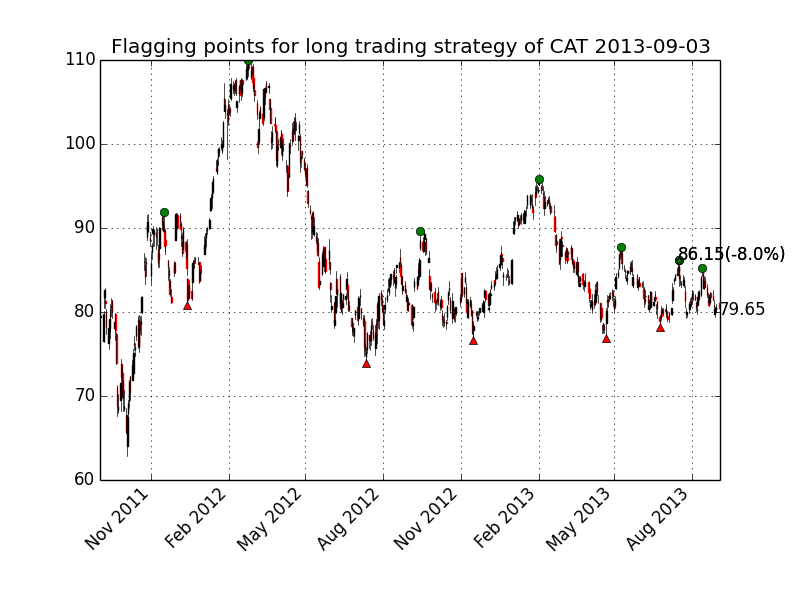 Flagging points for long trading strategy of CAT 2013-09-03
110
100
90
80
70
60
86.15(-8.0%)
79.65
Nov 2011
Feb 2012
May 2012
Aug 2012
Nov 2012
Feb 2013
May 2013
Aug 2013